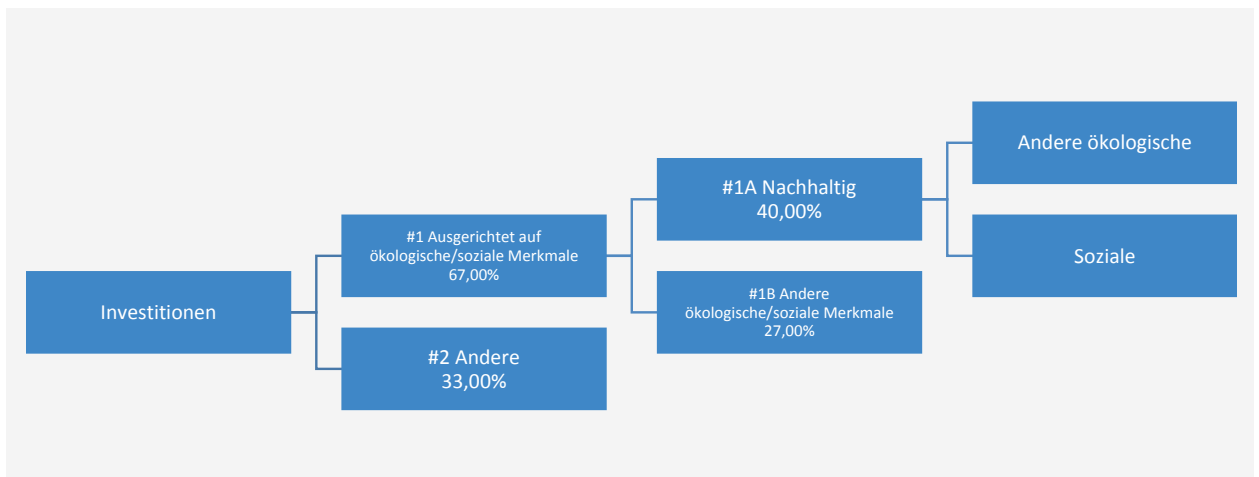 Investitionen
#1 Ausgerichtet auf
ökologische/soziale Merkmale
67,00%
#2 Andere
33,00%
#1A Nachhaltig
40,00%
#1B Andere
ökologische/soziale Merkmale
27,00%
Andere ökologische
Soziale